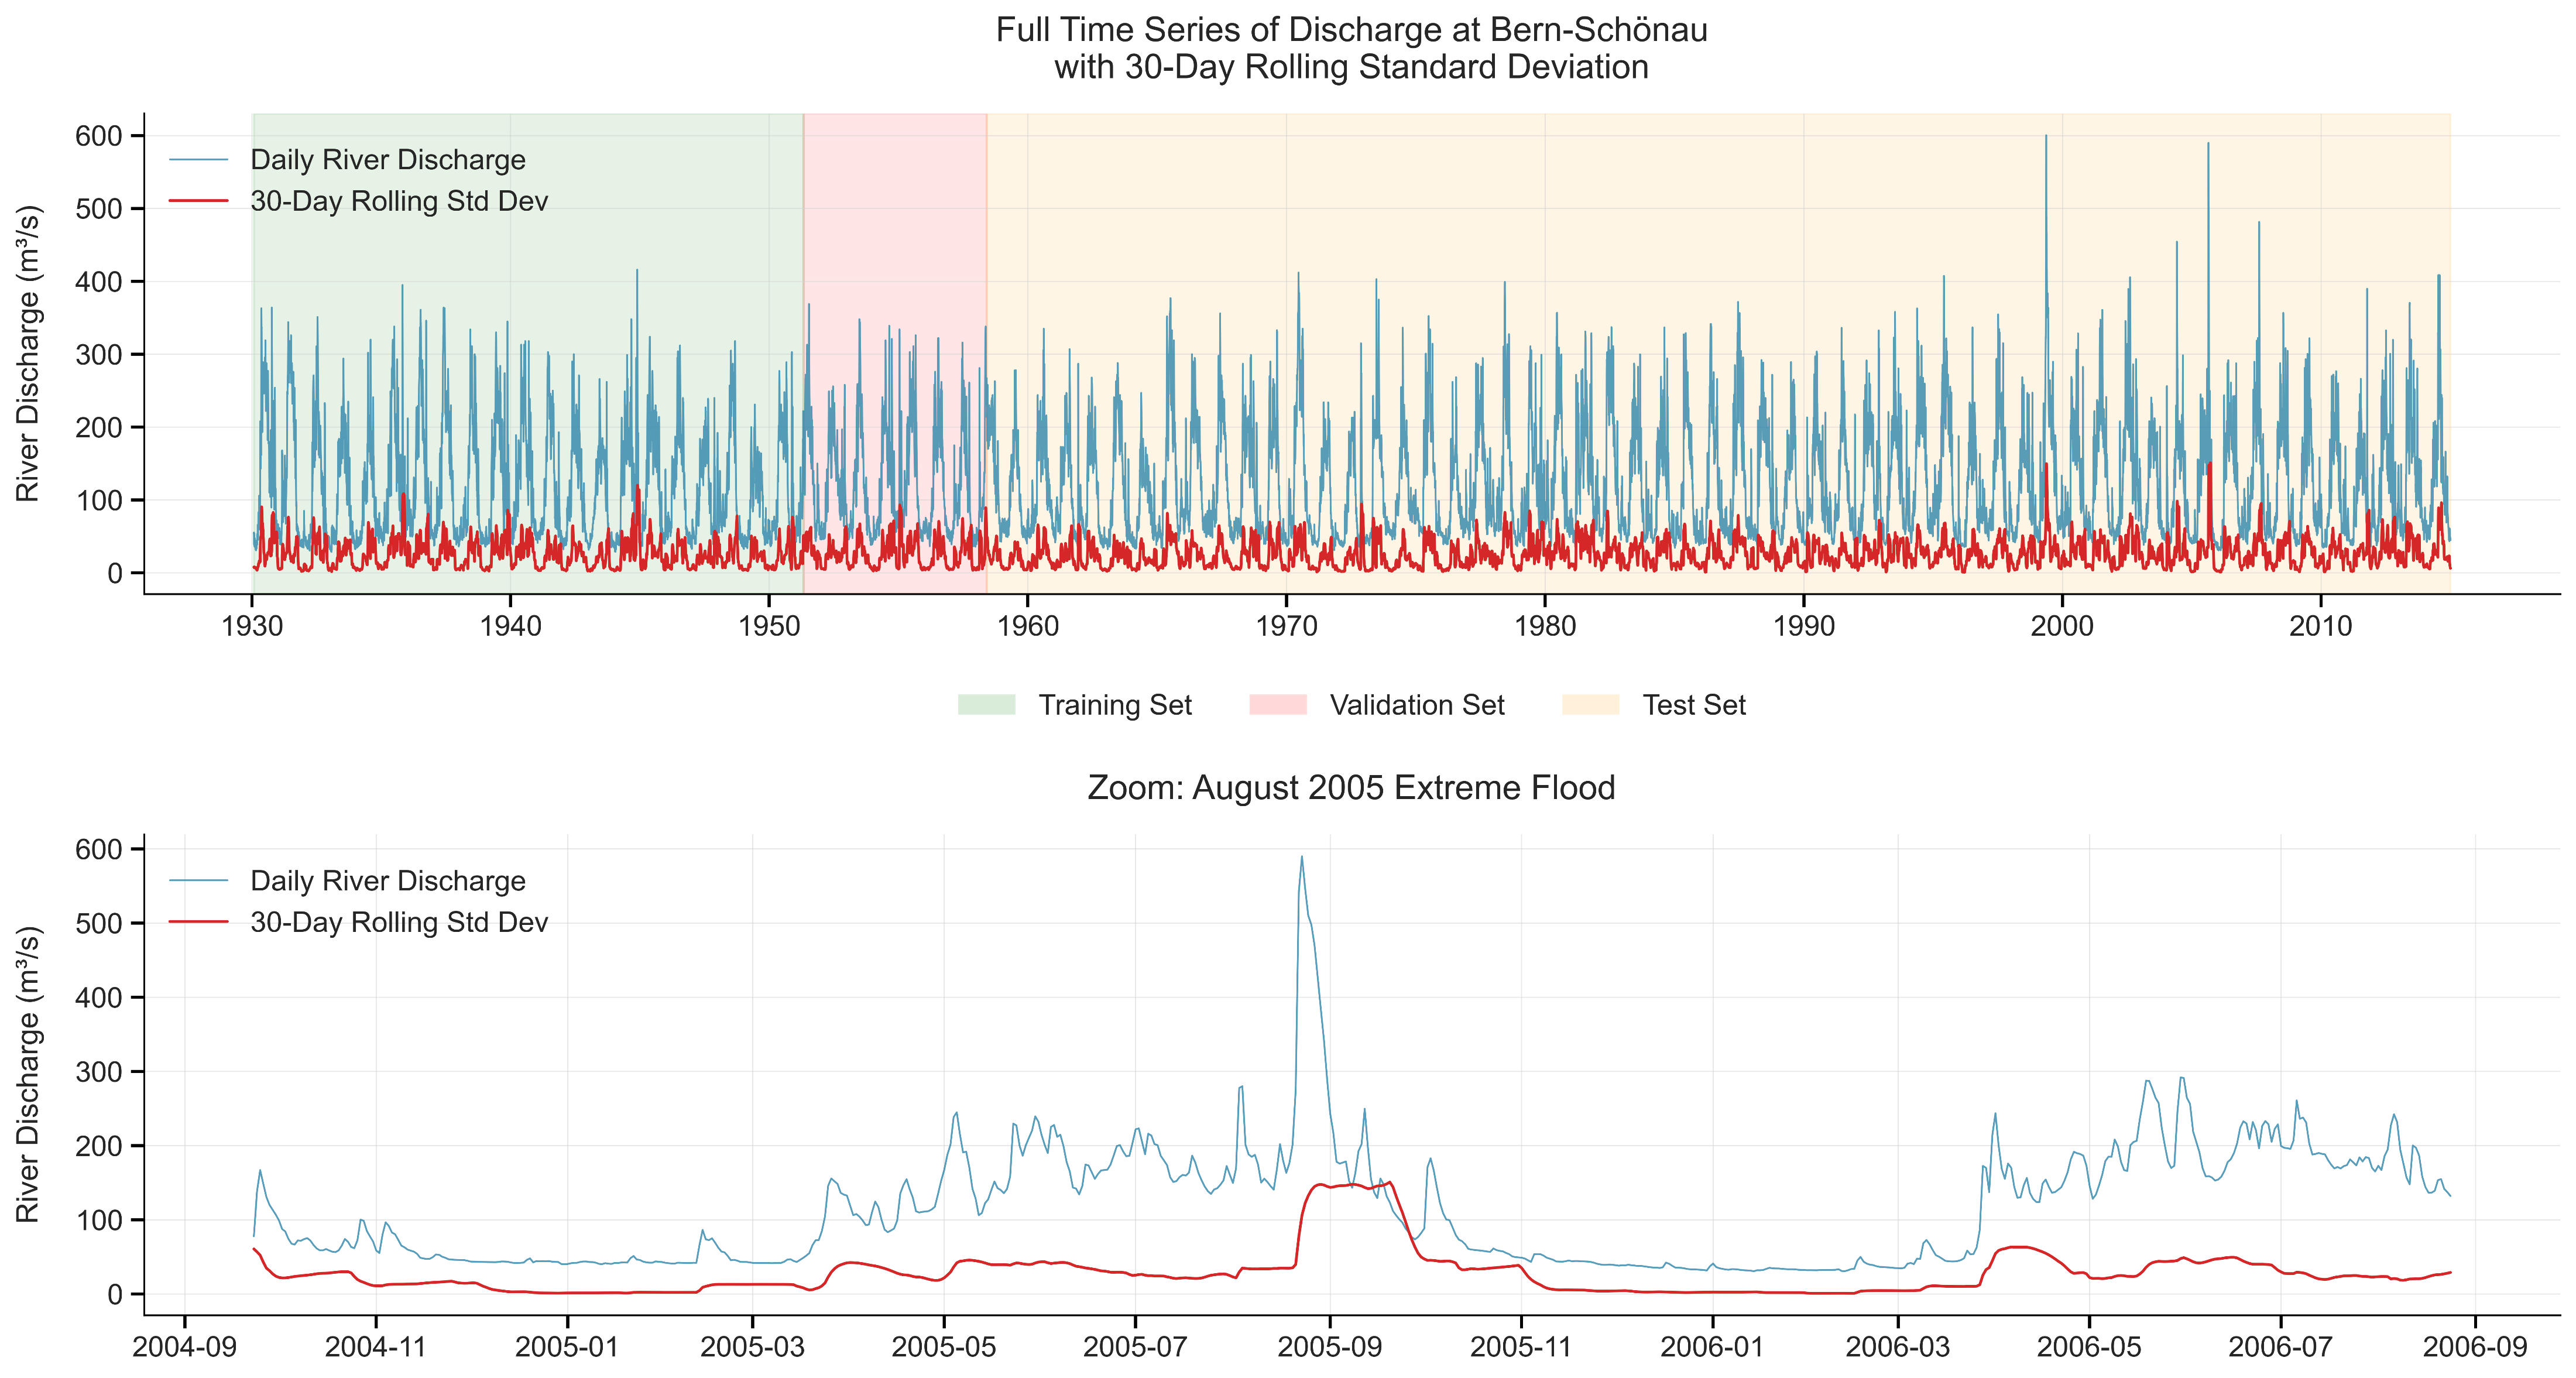 Full Time Series of Discharge at Bern-Schönau
with 30-Day Rolling Standard Deviation
River Discharge (m³/s)
600
500
400
300
200
100
0
Daily River Discharge
30-Day Rolling Std Dev
1930 1940 1950 1960 1970 1980 1990 2000 2010
Training Set Validation Set Test Set
Zoom: August 2005 Extreme Flood
River Discharge (m³/s)
600
500
400
300
200
100
0
Daily River Discharge
30-Day Rolling Std Dev
2004-09 2004-11 2005-01 2005-03 2005-05 2005-07 2005-09 2005-11 2006-01 2006-03 2006-05 2006-07 2006-09